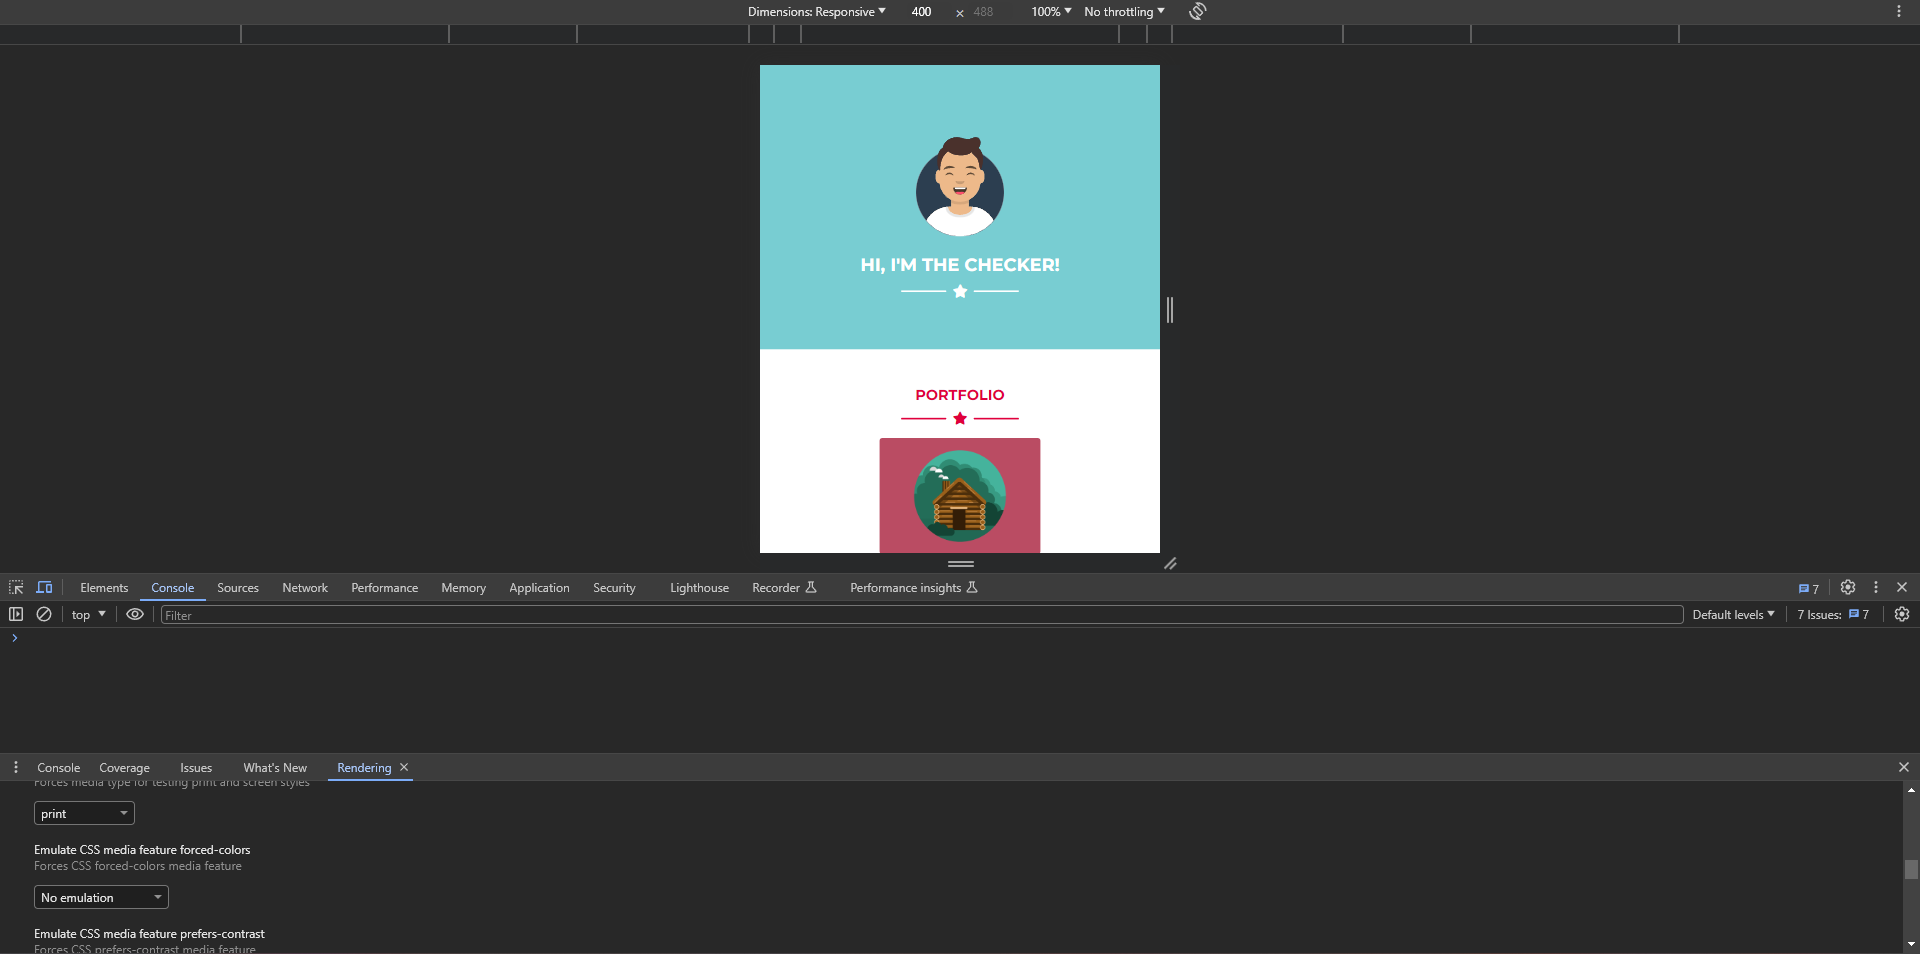 Dimensions: Responsive 400 × 488 100% No throttling
HI, I'M THE CHECKER!
PORTFOLIO
Elements Console Sources Network Performance Memory Application Security Lighthouse Recorder Performance insights 7
top Filter Default levels 7 Issues: 7
Console Coverage Issues What's New Rendering
Forces media type for testing print and screen styles
print
Emulate CSS media feature forced-colors
Forces CSS forced-colors media feature
No emulation
Emulate CSS media feature prefers-contrast
Forces CSS prefers-contrast media feature